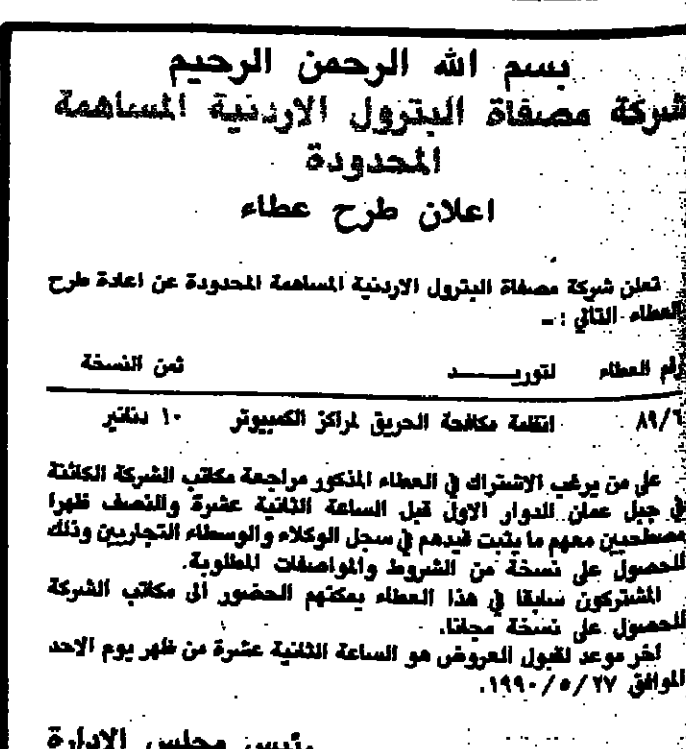 بسم الله الرحمن الرحيم
شركة مصفاة البترول الاردنية المساهمة
المحدودة
اعلان طرح عطاء
تعلن شركة مصفاة البترول الاردنية المساهمة المحدودة عن اعادة طرح
العطاء التالي :ـ
رقم العطاء لتوريـــــــد ثمن النسخة
٨٩/٦ انظمة مكافحة الحريق لمراكز الكمبيوتر ١٠ دنانير
على من يرغب الاشتراك في العطاء المذكور مراجعة مكاتب الشركة الكائنة
في جبل عمان الدوار الاول قبل الساعة الثانية عشرة والنصف ظهرا
مصطحبين معهم ما يثبت قيدهم في سجل الوكلاء والوسطاء التجاريين وذلك
للحصول على نسخة من الشروط والمواصفات المطلوبة.
المشتركون سابقا في هذا العطاء يمكنهم الحضور الى مكاتب الشركة
للحصول على نسخة مجانا.
اخر موعد لقبول العروض هو الساعة الثانية عشرة من ظهر يوم الاحد
الموافق ١٩٩٠/٥/٢٧.
رئيس مجلس الادارة